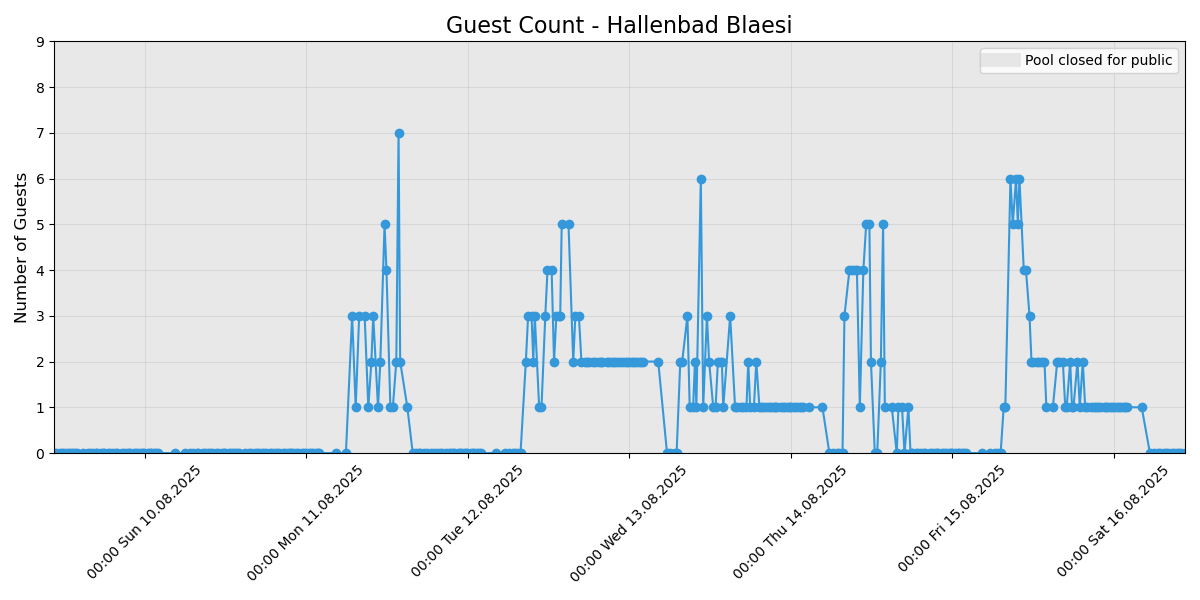 Guest Count - Hallenbad Blaesi
Pool closed for public
Number of Guests
9
8
7
6
5
4
3
2
1
0
00:00 Sun 10.08.2025
00:00 Mon 11.08.2025
00:00 Tue 12.08.2025
00:00 Wed 13.08.2025
00:00 Thu 14.08.2025
00:00 Fri 15.08.2025
00:00 Sat 16.08.2025